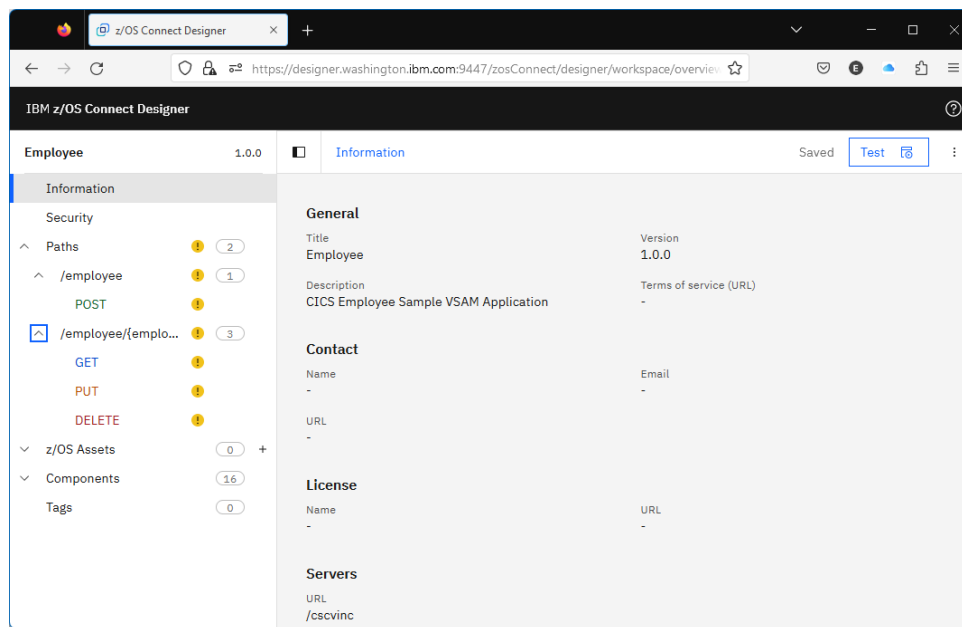 z/OS Connect Designer
https://designer.washington.ibm.com:9447/zosConnect/designer/workspace/overview
E
IBM z/OS Connect Designer
Employee 1.0.0
Information
Saved
Test
Information
Security
Paths ! 2
/employee ! 1
POST !
/employee/{emplo... ! 3
GET !
PUT !
DELETE !
z/OS Assets 0 +
Components 16
Tags 0
General
Title
Employee
Version
1.0.0
Description
CICS Employee Sample VSAM Application
Terms of service (URL)
-
Contact
Name
-
Email
-
URL
-
License
Name
-
URL
-
Servers
URL
/cscvinc